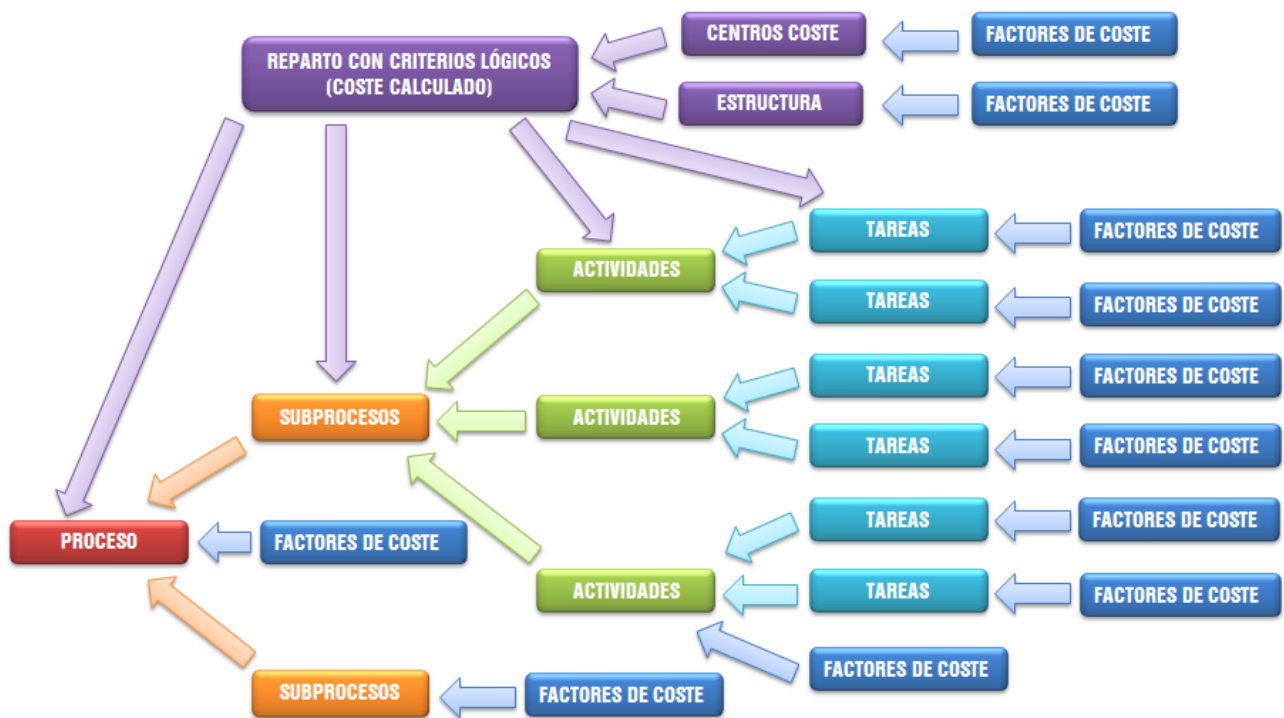 CENTROS COSTE
FACTORES DE COSTE
REPARTO CON CRITERIOS LÓGICOS
(COSTE CALCULADO)
ESTRUCTURA
FACTORES DE COSTE
TAREAS
FACTORES DE COSTE
ACTIVIDADES
TAREAS
FACTORES DE COSTE
TAREAS
FACTORES DE COSTE
SUBPROCESOS
ACTIVIDADES
TAREAS
FACTORES DE COSTE
TAREAS
FACTORES DE COSTE
PROCESO
FACTORES DE COSTE
ACTIVIDADES
TAREAS
FACTORES DE COSTE
FACTORES DE COSTE
SUBPROCESOS
FACTORES DE COSTE